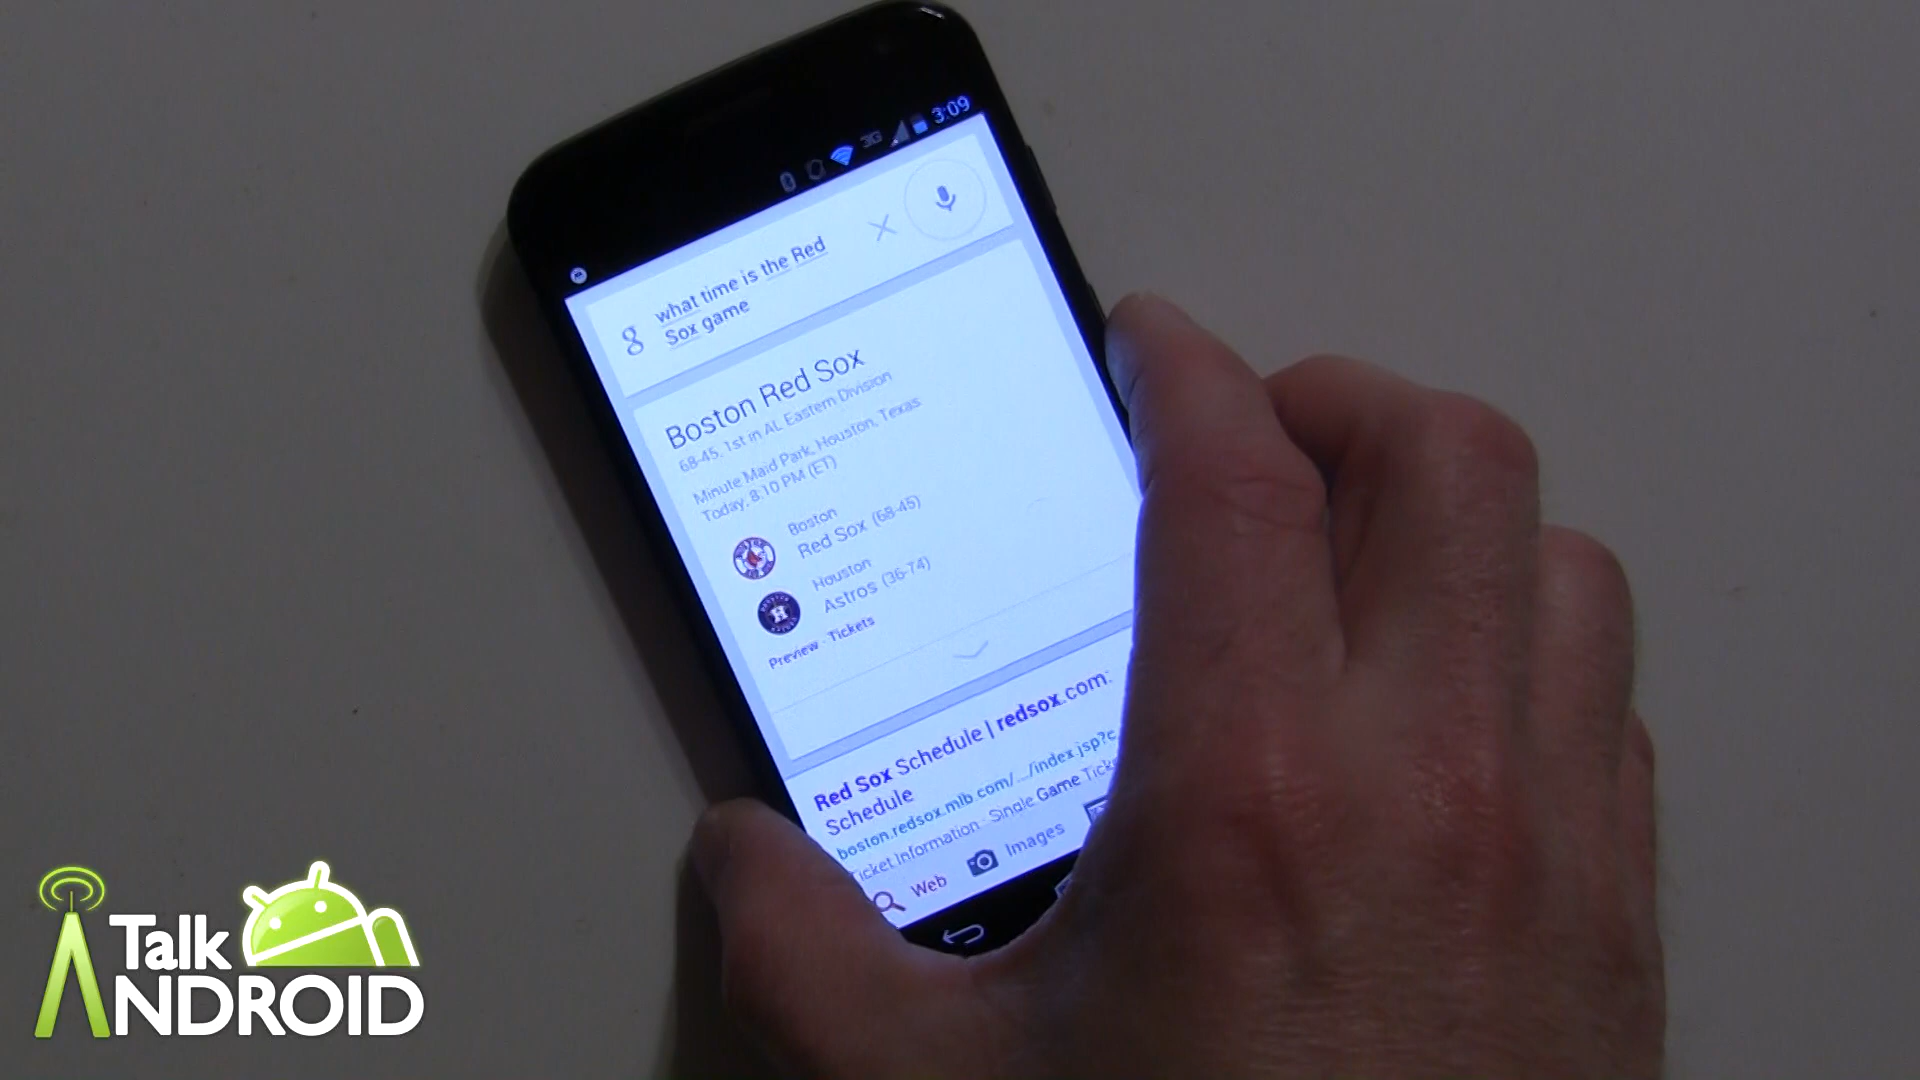 3G 3:09
g
what time is the Red
Sox game
Boston Red Sox
68-45, 1st in AL Eastern Division
Minute Maid Park, Houston, Texas
Today, 8:10 PM (ET)
Boston
Red Sox (68-45)
Houston
Astros (36-74)
Preview · Tickets
Red Sox Schedule | redsox.com:
Schedule
boston.redsox.mlb.com/.../index.jsp?c
Ticket Information · Single Game Ticke
Web Images
Talk
ANDROID